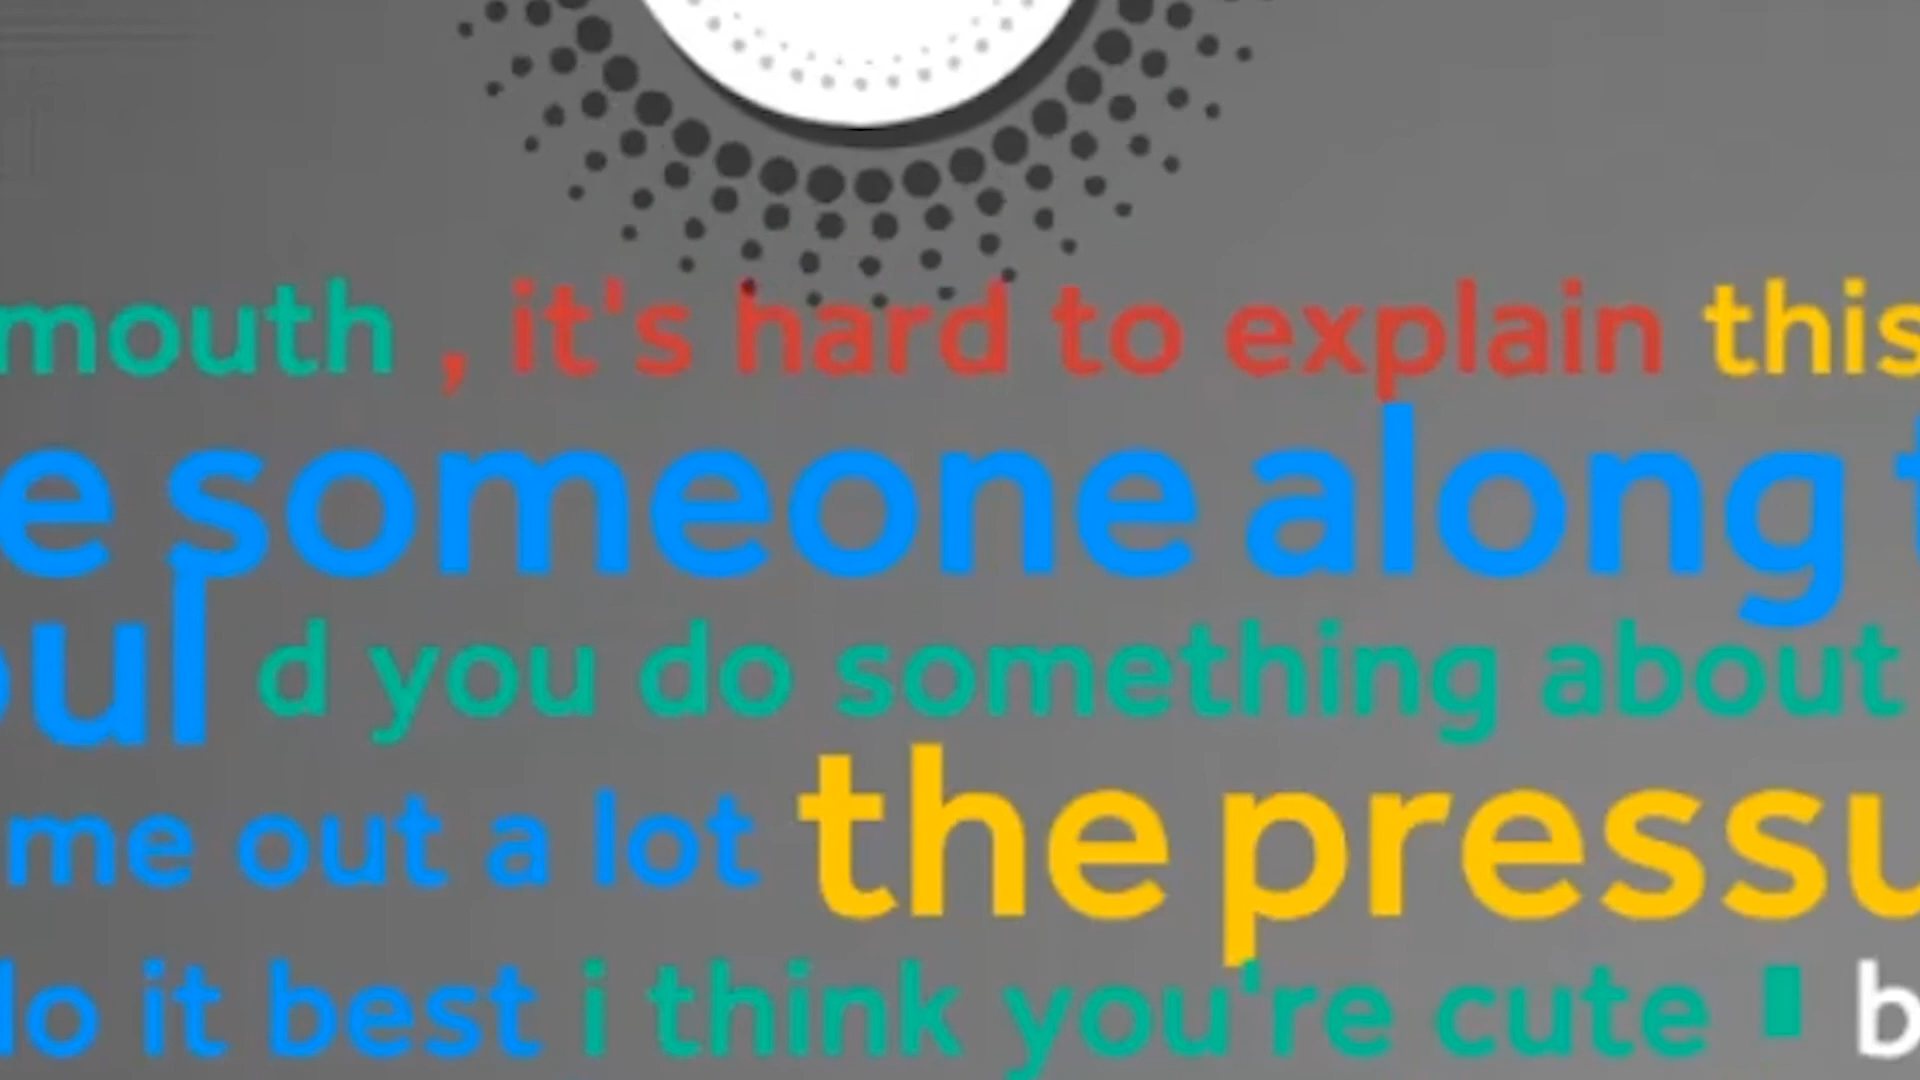 mouth , it's hard to explain this
e someone along
oul d you do something about
me out a lot the pressu
do it best i think you're cute b